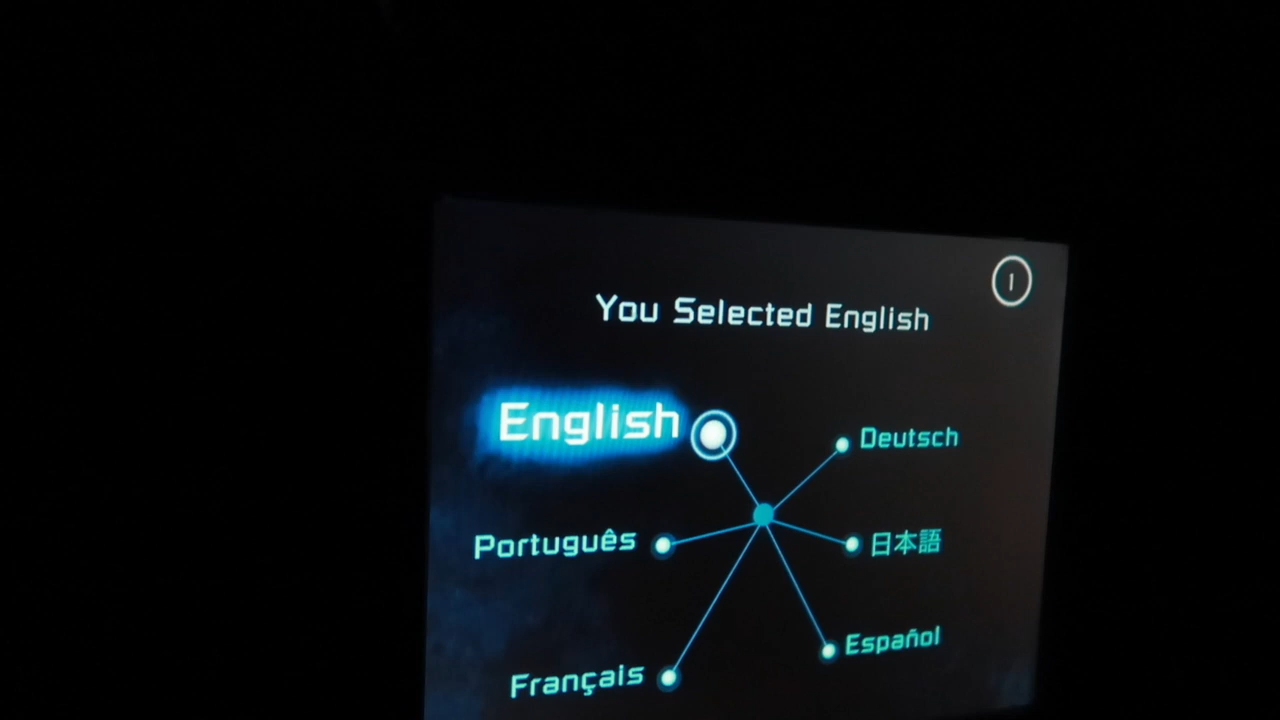 I
You Selected English
English
Deutsch
Português
日本語
Español
Français